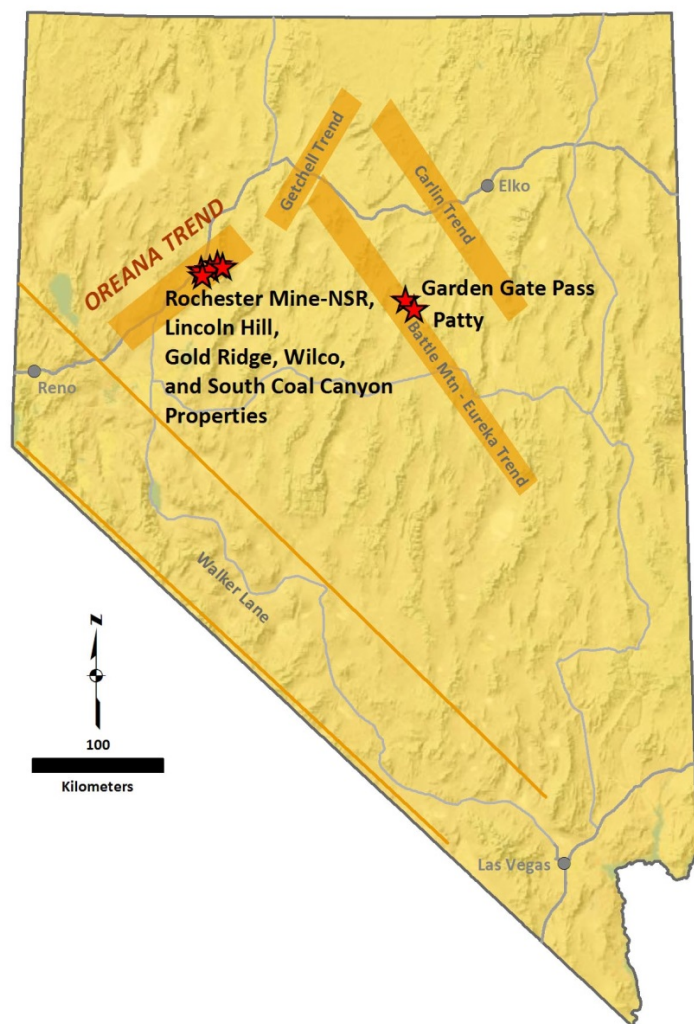 Getchell Trend
Carlin Trend
Elko
OREANA TREND
Rochester Mine-NSR,
Lincoln Hill,
Gold Ridge, Wilco,
and South Coal Canyon
Properties
Garden Gate Pass
Patty
Battle Mtn - Eureka Trend
Reno
Walker Lane
N
100
Kilometers
Las Vegas